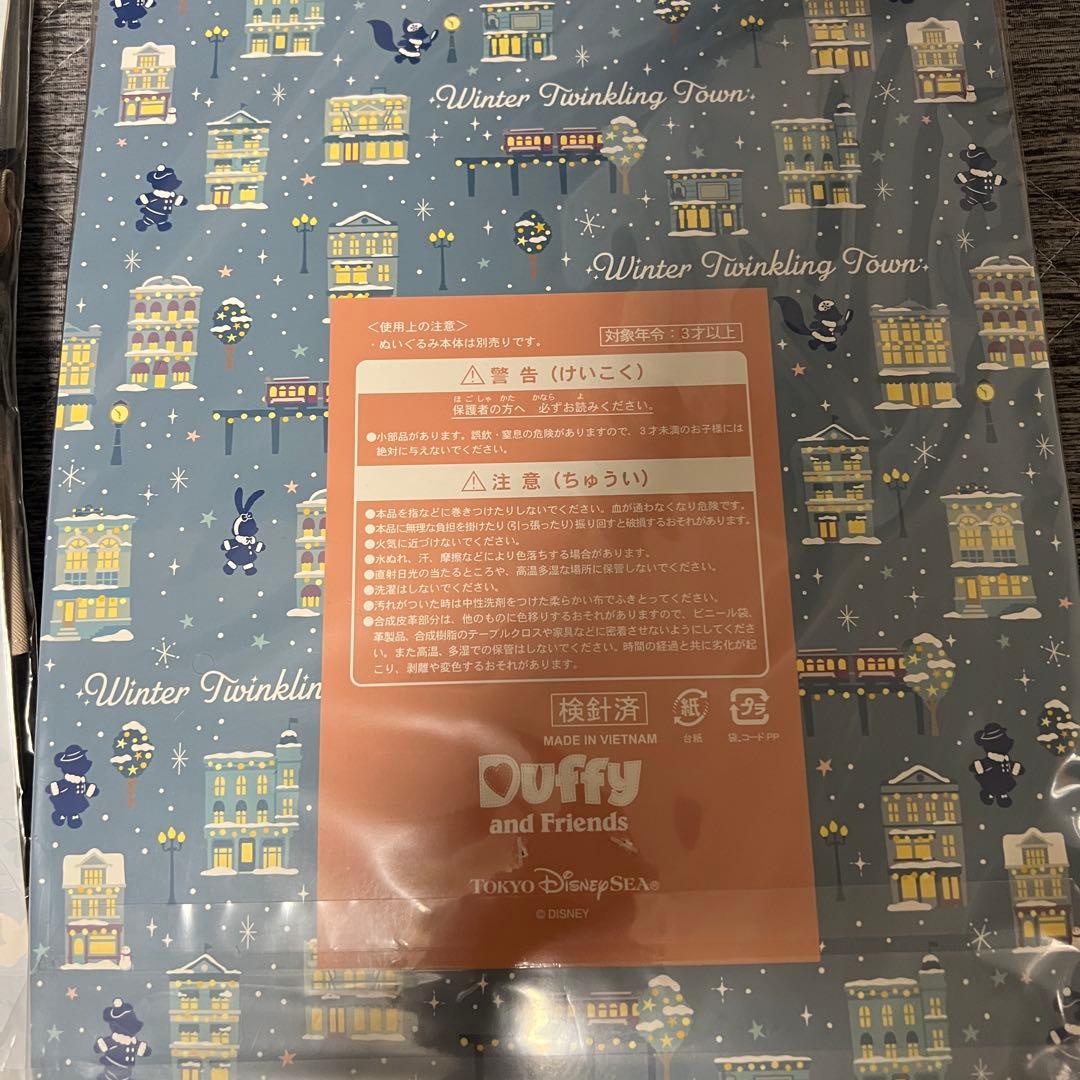 Winter Twinkling Town
Winter Twinkling Town
<使用上の注意>
・ぬいぐるみ本体は別売りです。
対象年令：3才以上
⚠警 告（けいこく）
ほ ご しゃ かた かなら よ
保護者の方へ 必ずお読みください。
●小部品があります。誤飲・窒息の危険がありますので、3才未満のお子様には
絶対に与えないでください。
⚠注 意（ちゅうい）
●本品を指などに巻きつけたりしないでください。血が通わなくなり危険です。
●本品に無理な負担を掛けたり(引っ張ったり)振り回すと破損するおそれがあります。
●火気に近づけないでください。
●水ぬれ、汗、摩擦などにより色落ちする場合があります。
●直射日光の当たるところや、高温多湿な場所に保管しないでください。
●洗濯はしないでください。
●汚れがついた時は中性洗剤をつけた柔らかい布でふきとってください。
●合成皮革部分は、他のものに色移りするおそれがありますので、ビニール袋、
革製品、合成樹脂のテーブルクロスや家具などに密着させないようにしてくださ
い。また高温、多湿での保管はしないでください。時間の経過と共に劣化が起
こり、剥離や変色するおそれがあります。
Winter Twinklin
検針済
紙
プラ
MADE IN VIETNAM
台紙
袋、コード:PP
Duffy
and Friends
TOKYO DISNEYSEA®
© DISNEY